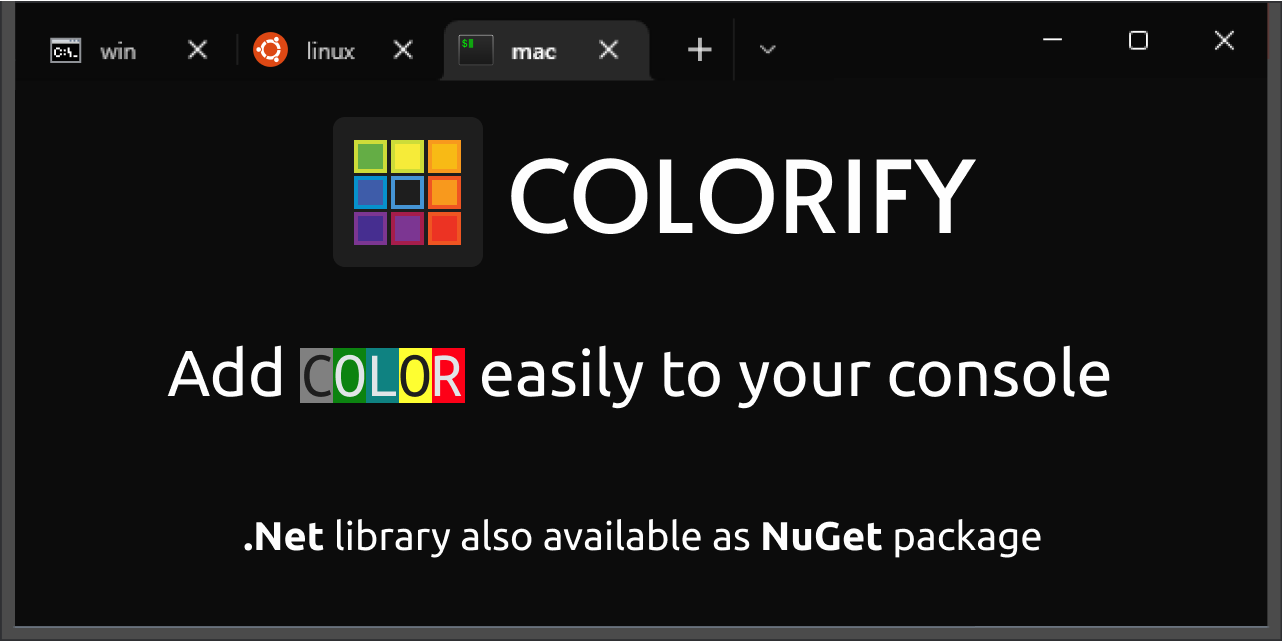 win linux mac
COLORIFY
Add COLOR easily to your console
.Net library also available as NuGet package